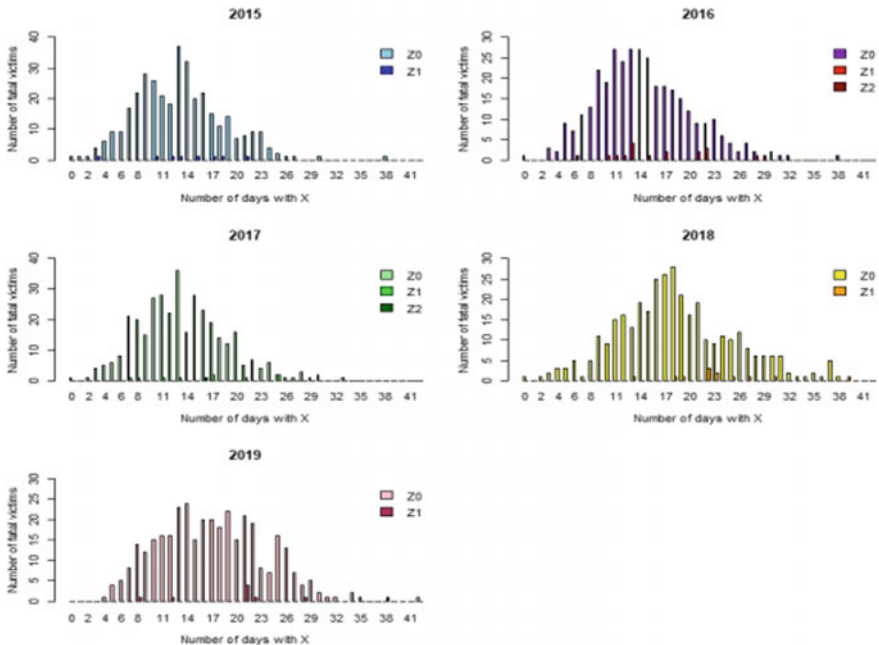 2015
Number of fatal victims
0 10 20 30 40
Z0
Z1
0 2 4 6 8 11 14 17 20 23 26 29 32 35 38 41
Number of days with X
2016
Number of fatal victims
0 5 10 15 20 25 30
Z0
Z1
Z2
0 2 4 6 8 11 14 17 20 23 26 29 32 35 38 41
Number of days with X
2017
Number of fatal victims
0 10 20 30 40
Z0
Z1
Z2
0 2 4 6 8 11 14 17 20 23 26 29 32 35 38 41
Number of days with X
2018
Number of fatal victims
0 5 10 15 20 25 30
Z0
Z1
0 2 4 6 8 11 14 17 20 23 26 29 32 35 38 41
Number of days with X
2019
Number of fatal victims
0 5 10 15 20 25 30
Z0
Z1
0 2 4 6 8 11 14 17 20 23 26 29 32 35 38 41
Number of days with X